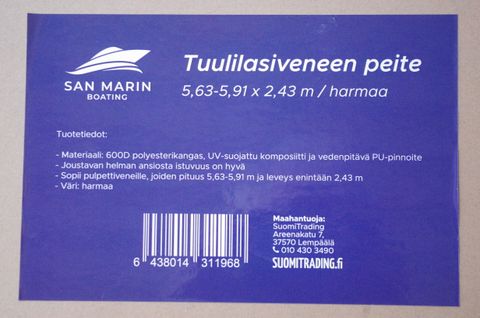 SAN MARIN
BOATING
Tuulilasiveneen peite
5,63-5,91 x 2,43 m / harmaa
Tuotetiedot:
- Materiaali: 600D polyesterikangas, UV-suojattu komposiitti ja vedenpitävä PU-pinnoite
- Joustavan helman ansiosta istuvuus on hyvä
- Sopii pulpettiveneille, joiden pituus 5,63-5,91 m ja leveys enintään 2,43 m
- Väri: harmaa
6 438014 311968
Maahantuoja:
SuomiTrading
Areenakatu 7,
37570 Lempäälä
010 430 3490
SUOMITRADING.fi